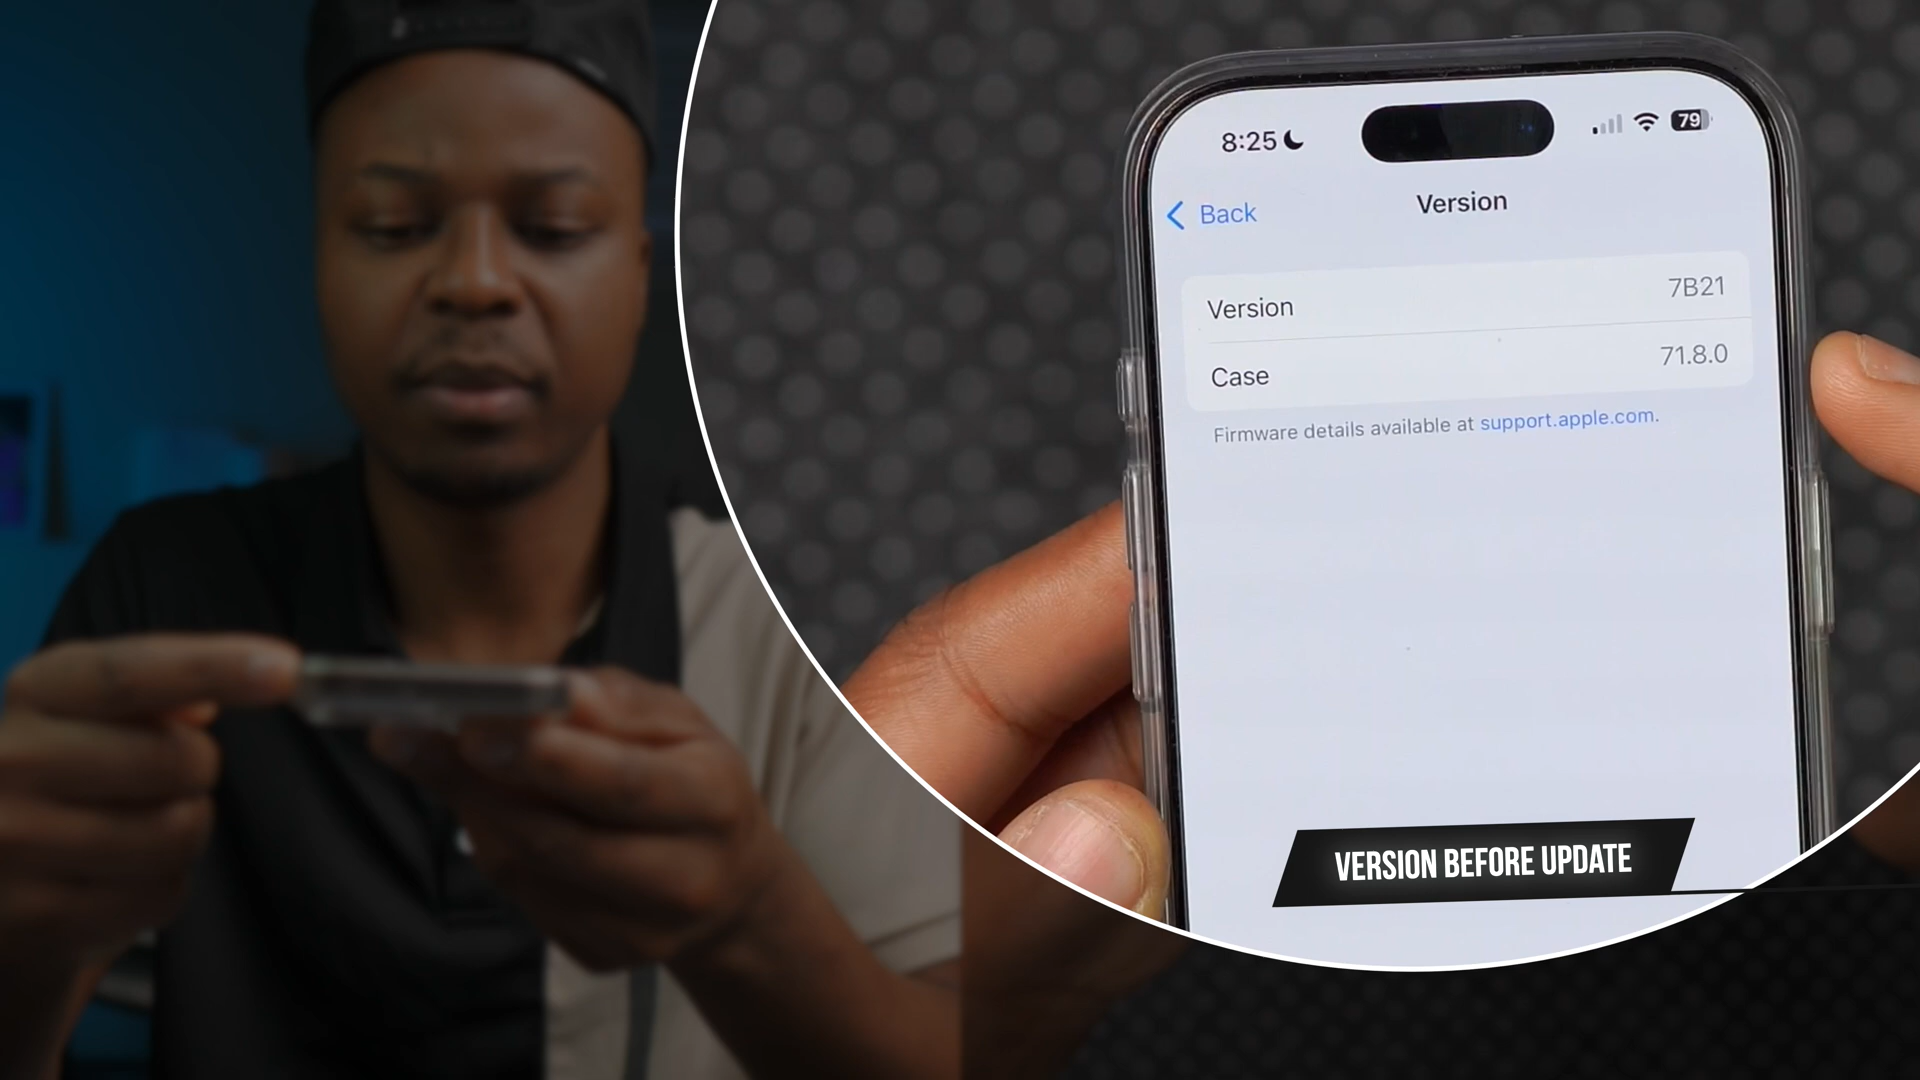 8:25
79
Back
Version
Version 7B21
Case 71.8.0
Firmware details available at support.apple.com.
VERSION BEFORE UPDATE